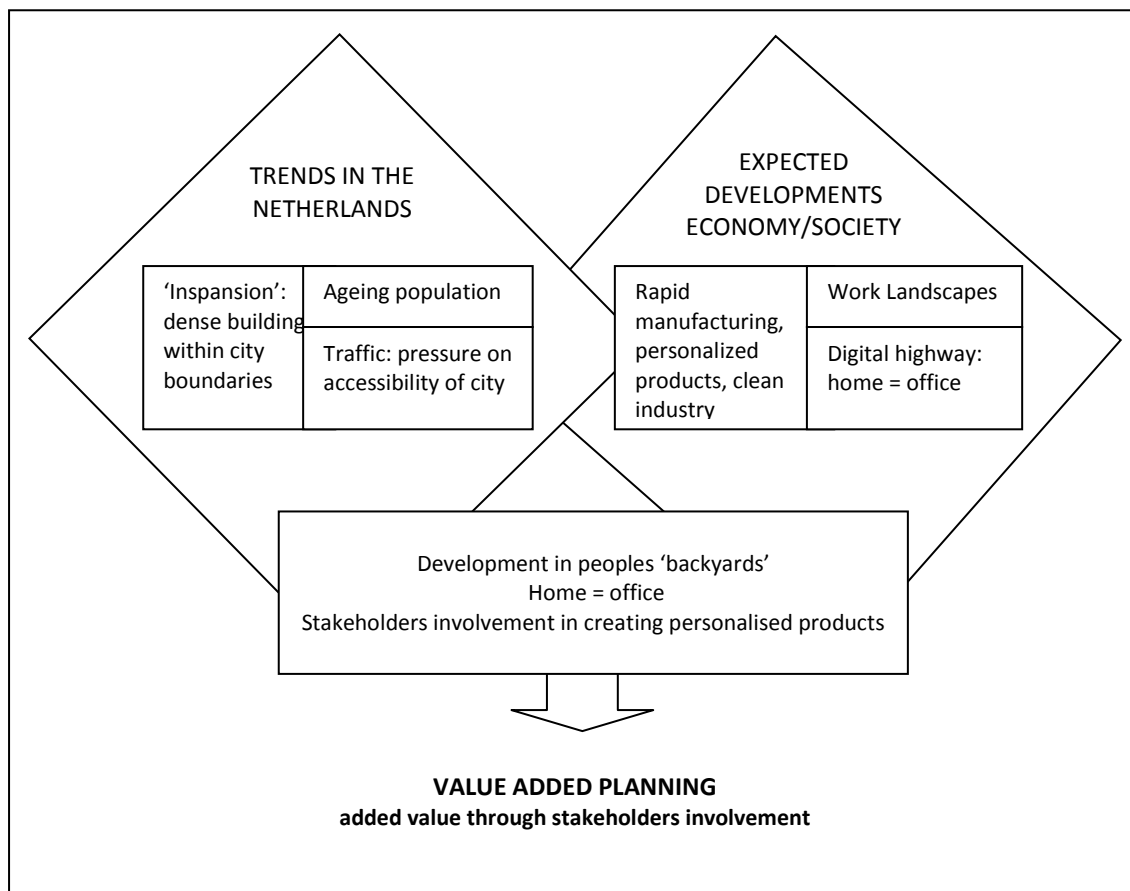 TRENDS IN THE
NETHERLANDS
EXPECTED
DEVELOPMENTS
ECONOMY/SOCIETY
‘Inspansion’:
dense building
within city
boundaries
Ageing population
Traffic: pressure on
accessibility of city
Rapid
manufacturing,
personalized
products, clean
industry
Work Landscapes
Digital highway:
home = office
Development in peoples ‘backyards’
Home = office
Stakeholders involvement in creating personalised products
VALUE ADDED PLANNING
added value through stakeholders involvement